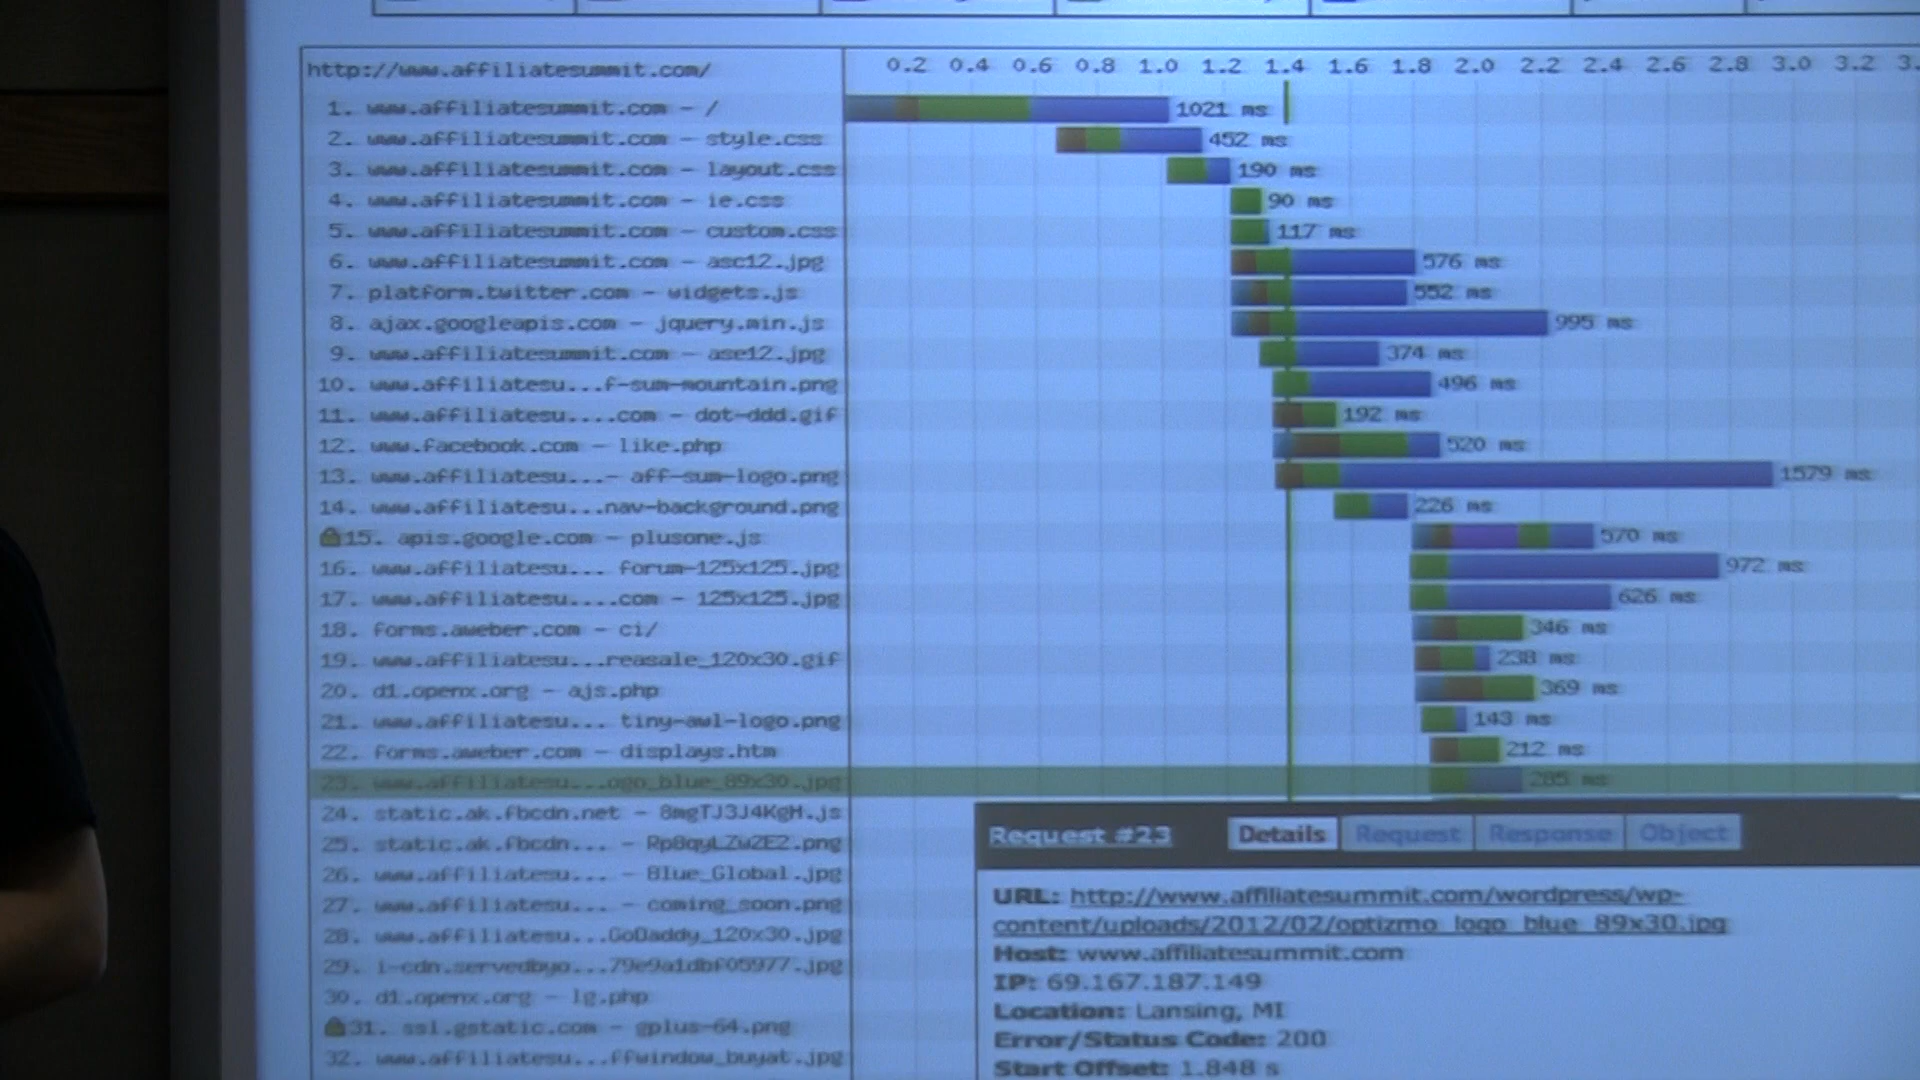 http://www.affiliatesummit.com/ 0.2 0.4 0.6 0.8 1.0 1.2 1.4 1.6 1.8 2.0 2.2 2.4 2.6 2.8 3.0 3.2 3.
1. www.affiliatesummit.com - / 1021 ms
2. www.affiliatesummit.com - style.css 452 ms
3. www.affiliatesummit.com - layout.css 190 ms
4. www.affiliatesummit.com - ie.css 90 ms
5. www.affiliatesummit.com - custom.css 117 ms
6. www.affiliatesummit.com - asc12.jpg 576 ms
7. platform.twitter.com - widgets.js 552 ms
8. ajax.googleapis.com - jquery.min.js 995 ms
9. www.affiliatesummit.com - ase12.jpg 374 ms
10. www.affiliatesu...f-sum-mountain.png 496 ms
11. www.affiliatesu....com - dot-ddd.gif 192 ms
12. www.facebook.com - like.php 520 ms
13. www.affiliatesu...- aff-sum-logo.png 1579 ms
14. www.affiliatesu...nav-background.png 226 ms
15. apis.google.com - plusone.js 570 ms
16. www.affiliatesu... forum-125x125.jpg 972 ms
17. www.affiliatesu....com - 125x125.jpg 626 ms
18. forms.aweber.com - ci/ 346 ms
19. www.affiliatesu...reasale_120x30.gif 238 ms
20. d1.openx.org - ajs.php 369 ms
21. www.affiliatesu... tiny-awl-logo.png 143 ms
22. forms.aweber.com - displays.htm 212 ms
23. www.affiliatesu...ogo_blue_89x30.jpg 285 ms
24. static.ak.fbcdn.net - 8mgTJ3J4KgH.js
25. static.ak.fbcdn... - Rp8qyLZw2E2.png
26. www.affiliatesu... - Blue_Global.jpg
27. www.affiliatesu... - coming_soon.png
28. www.affiliatesu...GoDaddy_120x30.jpg
29. i-cdn.servedbyo...79e9a1dbf05977.jpg
30. d1.openx.org - lg.php
31. ssl.gstatic.com - gplus-64.png
32. www.affiliatesu...ffwindow_buyat.jpg
Request #23 Details Request Response Object
URL: http://www.affiliatesummit.com/wordpress/wp-
content/uploads/2012/02/optizmo_logo_blue_89x30.jpg
Host: www.affiliatesummit.com
IP: 69.167.187.149
Location: Lansing, MI
Error/Status Code: 200
Start Offset: 1.848 s